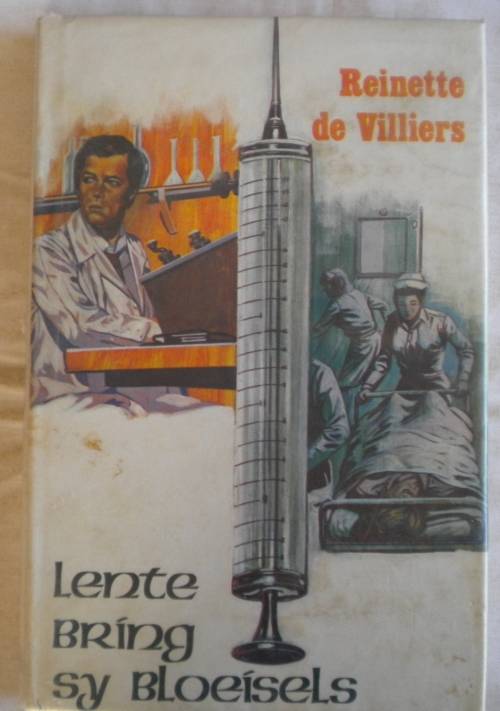 Reinette
de Villiers
Lente
Bring
sy Bloeisels